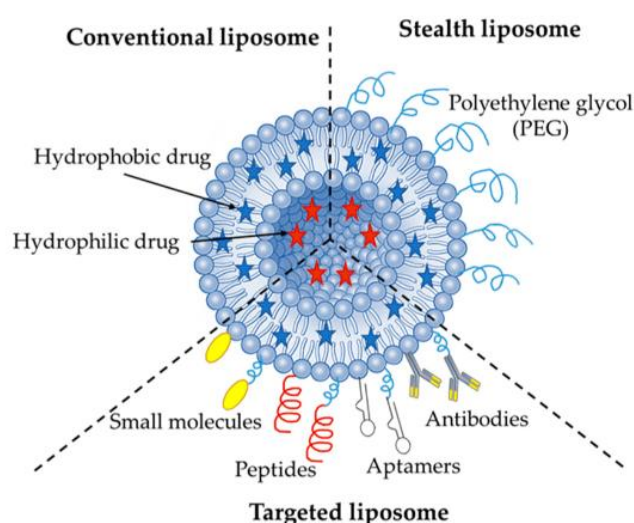 Conventional liposome
Stealth liposome
Polyethylene glycol
(PEG)
Hydrophobic drug
Hydrophilic drug
Small molecules
Peptides
Aptamers
Antibodies
Targeted liposome